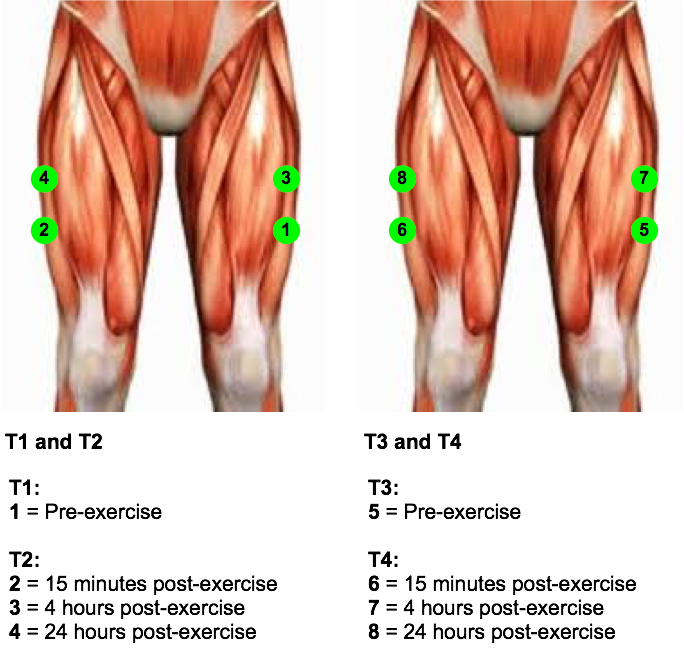 4
3
2
1
8
7
6
5
T1 and T2
T1:
1 = Pre-exercise
T2:
2 = 15 minutes post-exercise
3 = 4 hours post-exercise
4 = 24 hours post-exercise
T3 and T4
T3:
5 = Pre-exercise
T4:
6 = 15 minutes post-exercise
7 = 4 hours post-exercise
8 = 24 hours post-exercise